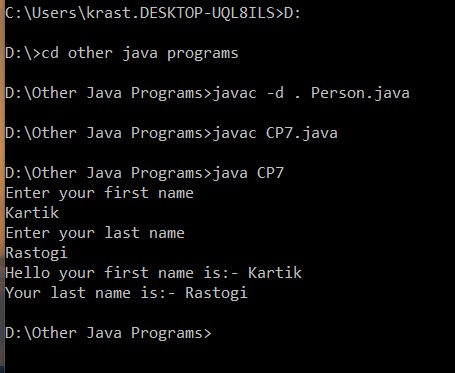 C:\Users\krast.DESKTOP-UQL8ILS>D:
D:\>cd other java programs
D:\Other Java Programs>javac -d . Person.java
D:\Other Java Programs>javac CP7.java
D:\Other Java Programs>java CP7
Enter your first name
Kartik
Enter your last name
Rastogi
Hello your first name is:- Kartik
Your last name is:- Rastogi
D:\Other Java Programs>